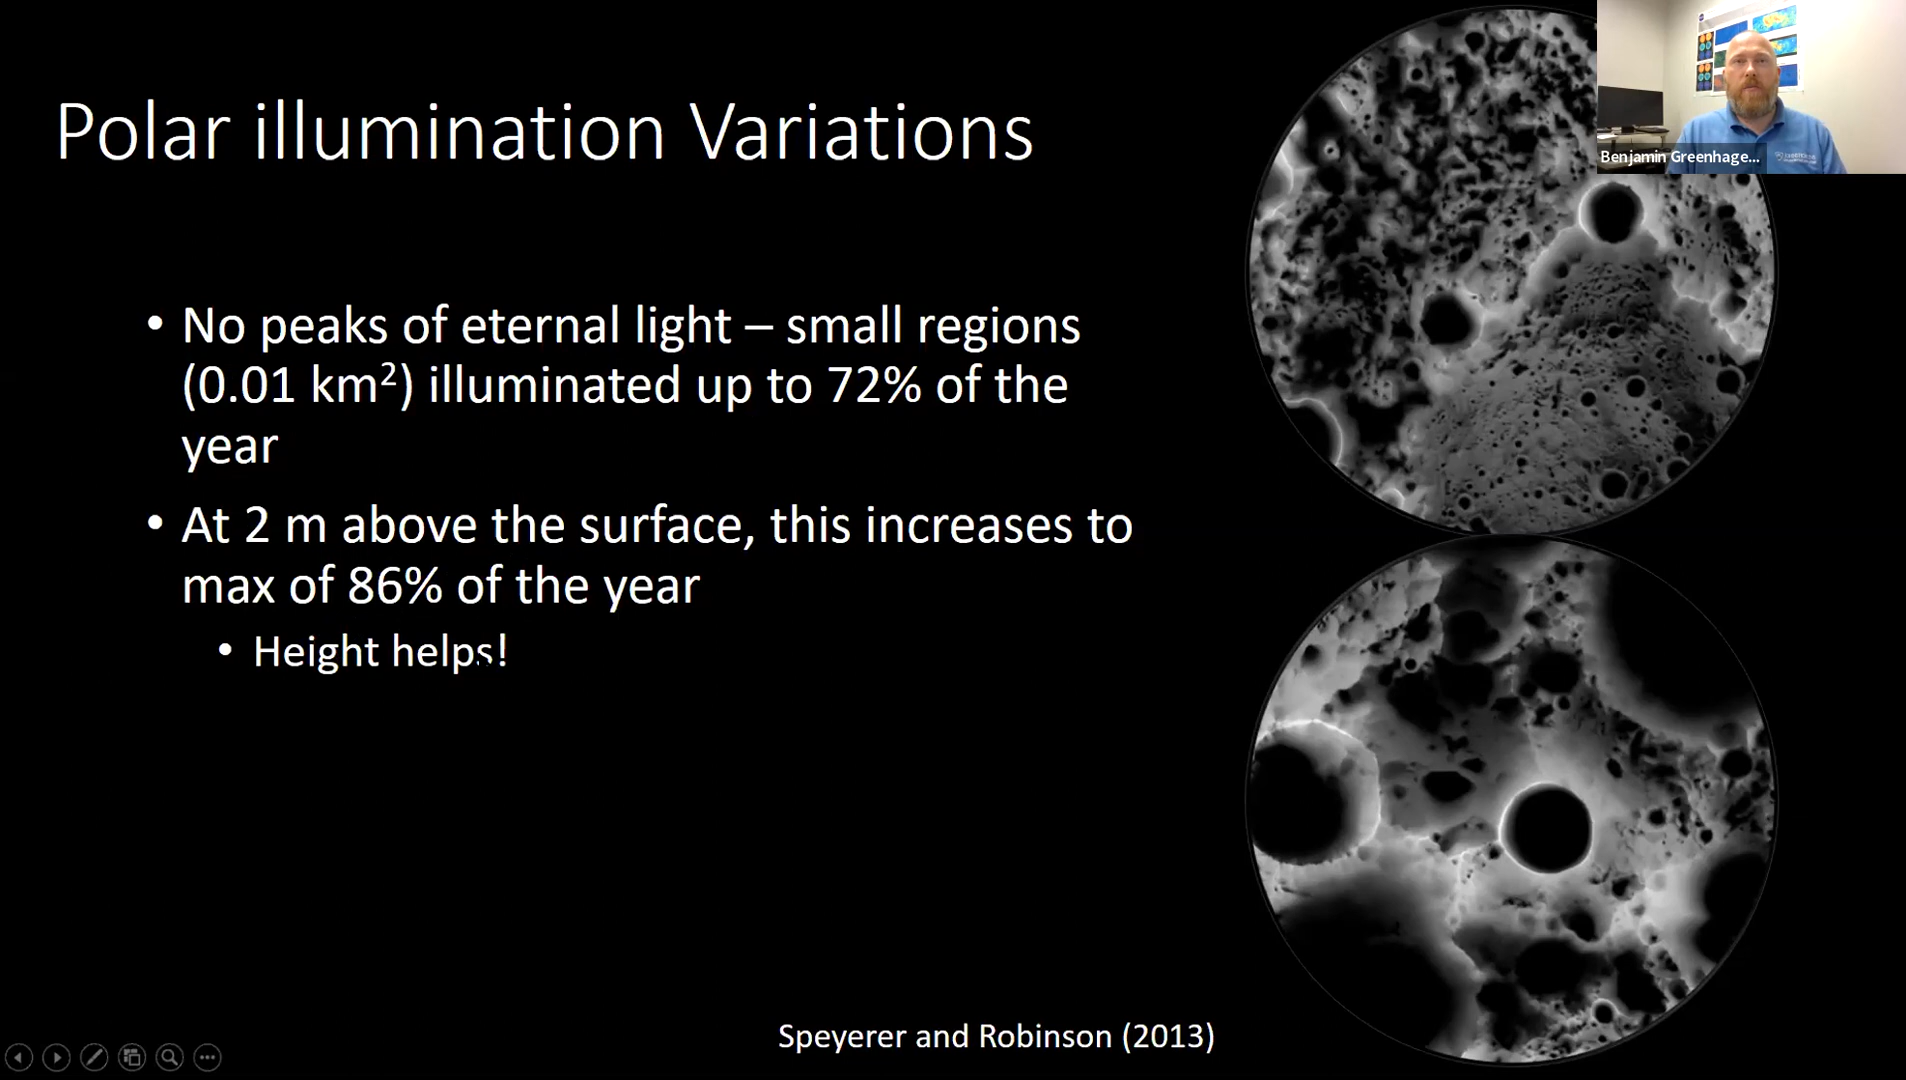 Polar illumination Variations
Benjamin Greenhage...
• No peaks of eternal light – small regions
(0.01 km²) illuminated up to 72% of the
year
• At 2 m above the surface, this increases to
max of 86% of the year
• Height helps!
Speyerer and Robinson (2013)